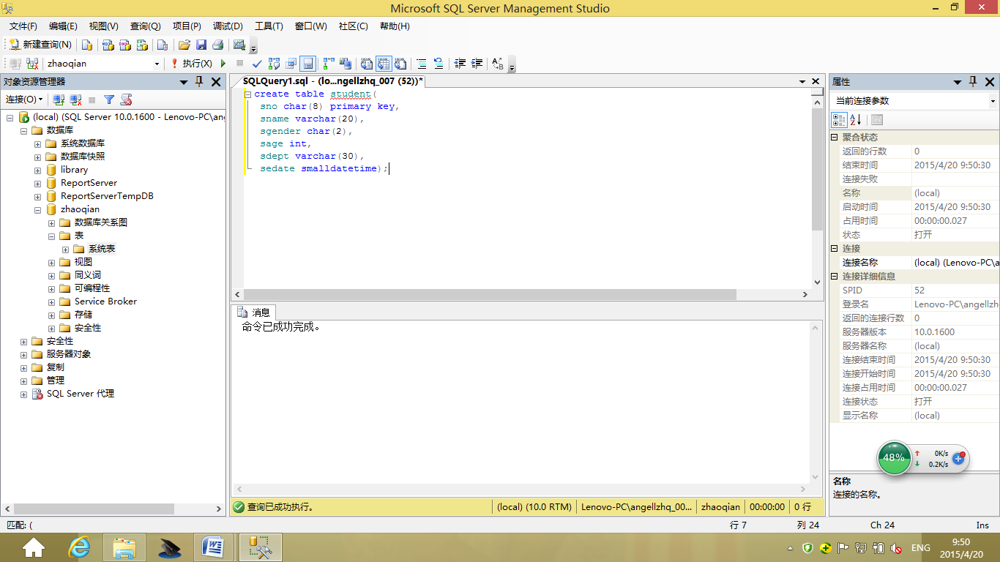 Microsoft SQL Server Management Studio
文件(F) 编辑(E) 视图(V) 查询(Q) 项目(P) 调试(D) 工具(T) 窗口(W) 社区(C) 帮助(H)
新建查询(N)
zhaoqian 执行(X)
对象资源管理器
连接(O)
(local) (SQL Server 10.0.1600 - Lenovo-PC\an
数据库
系统数据库
数据库快照
library
ReportServer
ReportServerTempDB
zhaoqian
数据库关系图
表
系统表
视图
同义词
可编程性
Service Broker
存储
安全性
安全性
服务器对象
复制
管理
SQL Server 代理
SQLQuery1.sql - (lo...ngellzhq_007 (52))*
create table student(
sno char(8) primary key,
sname varchar(20),
sgender char(2),
sage int,
sdept varchar(30),
sedate smalldatetime);
消息
命令已成功完成。
查询已成功执行。 (local) (10.0 RTM) Lenovo-PC\angellzhq_00... zhaoqian 00:00:00 0 行
属性
当前连接参数
聚合状态
返回的行数 0
结束时间 2015/4/20 9:50:30
连接失败
名称 (local)
启动时间 2015/4/20 9:50:30
占用时间 00:00:00.027
状态 打开
连接
连接名称 (local) (Lenovo-PC\a
连接详细信息
SPID 52
登录名 Lenovo-PC\angellzh
返回的连接行数 0
服务器版本 10.0.1600
服务器名称 (local)
连接结束时间 2015/4/20 9:50:30
连接开始时间 2015/4/20 9:50:30
连接占用时间 00:00:00.027
连接状态 打开
显示名称 (local)
48% 0K/s
0.2K/s
名称
连接的名称。
匹配: ( 行 7 列 24 Ch 24 Ins
ENG 9:50
2015/4/20